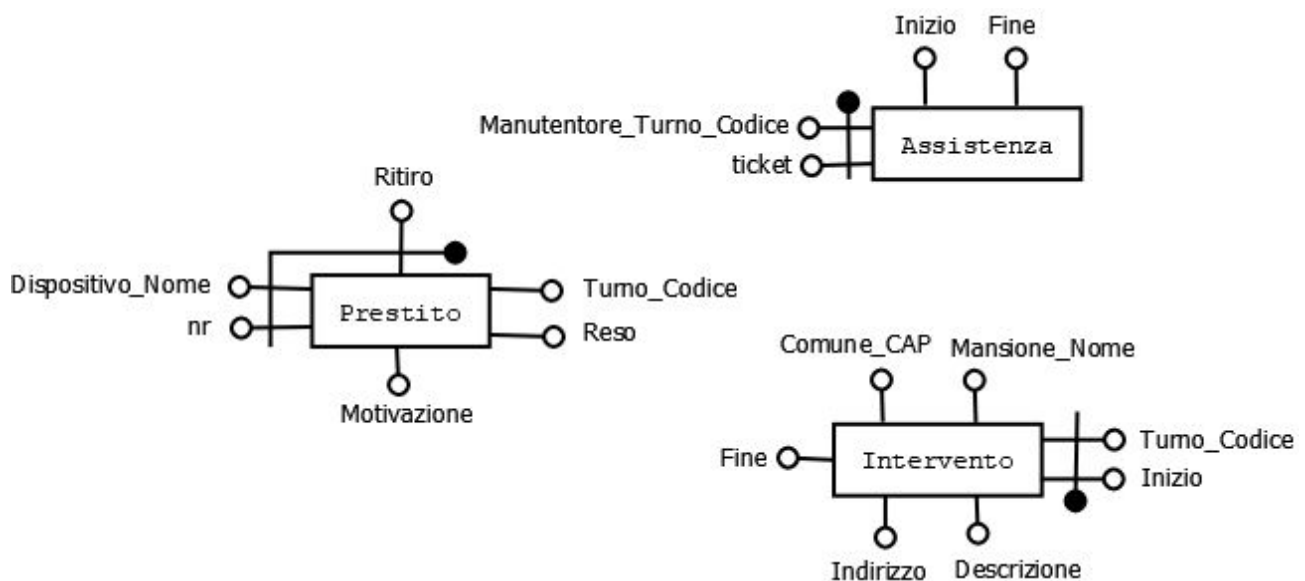 Inizio Fine
Manutentore_Turno_Codice
Assistenza
ticket
Ritiro
Dispositivo_Nome
Turno_Codice
Prestito
nr
Reso
Motivazione
Comune_CAP Mansione_Nome
Turno_Codice
Fine
Intervento
Inizio
Indirizzo Descrizione